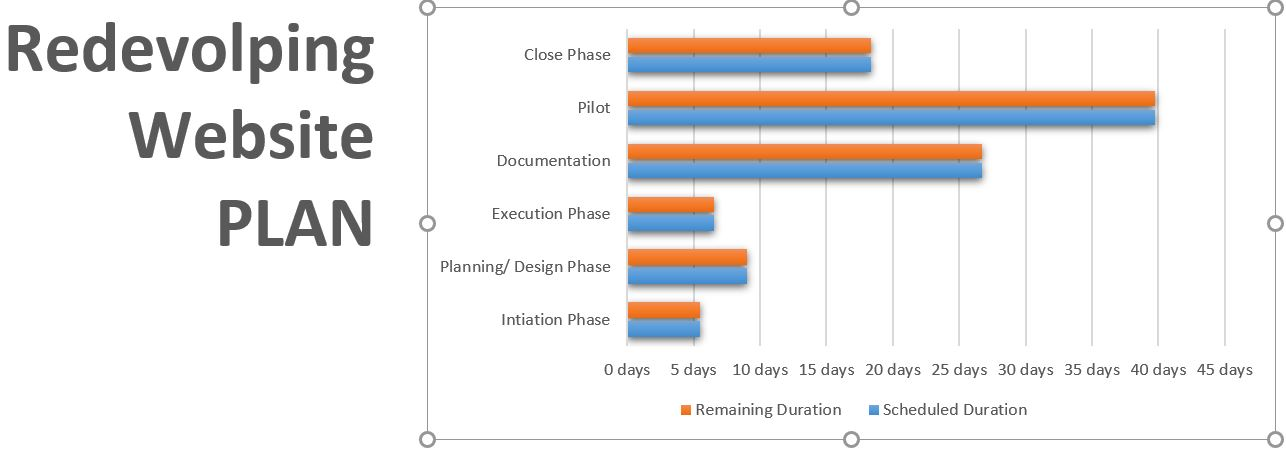 Redevolping
Website
PLAN
Close Phase
Pilot
Documentation
Execution Phase
Planning/ Design Phase
Intiation Phase
0 days 5 days 10 days 15 days 20 days 25 days 30 days 35 days 40 days 45 days
Remaining Duration Scheduled Duration